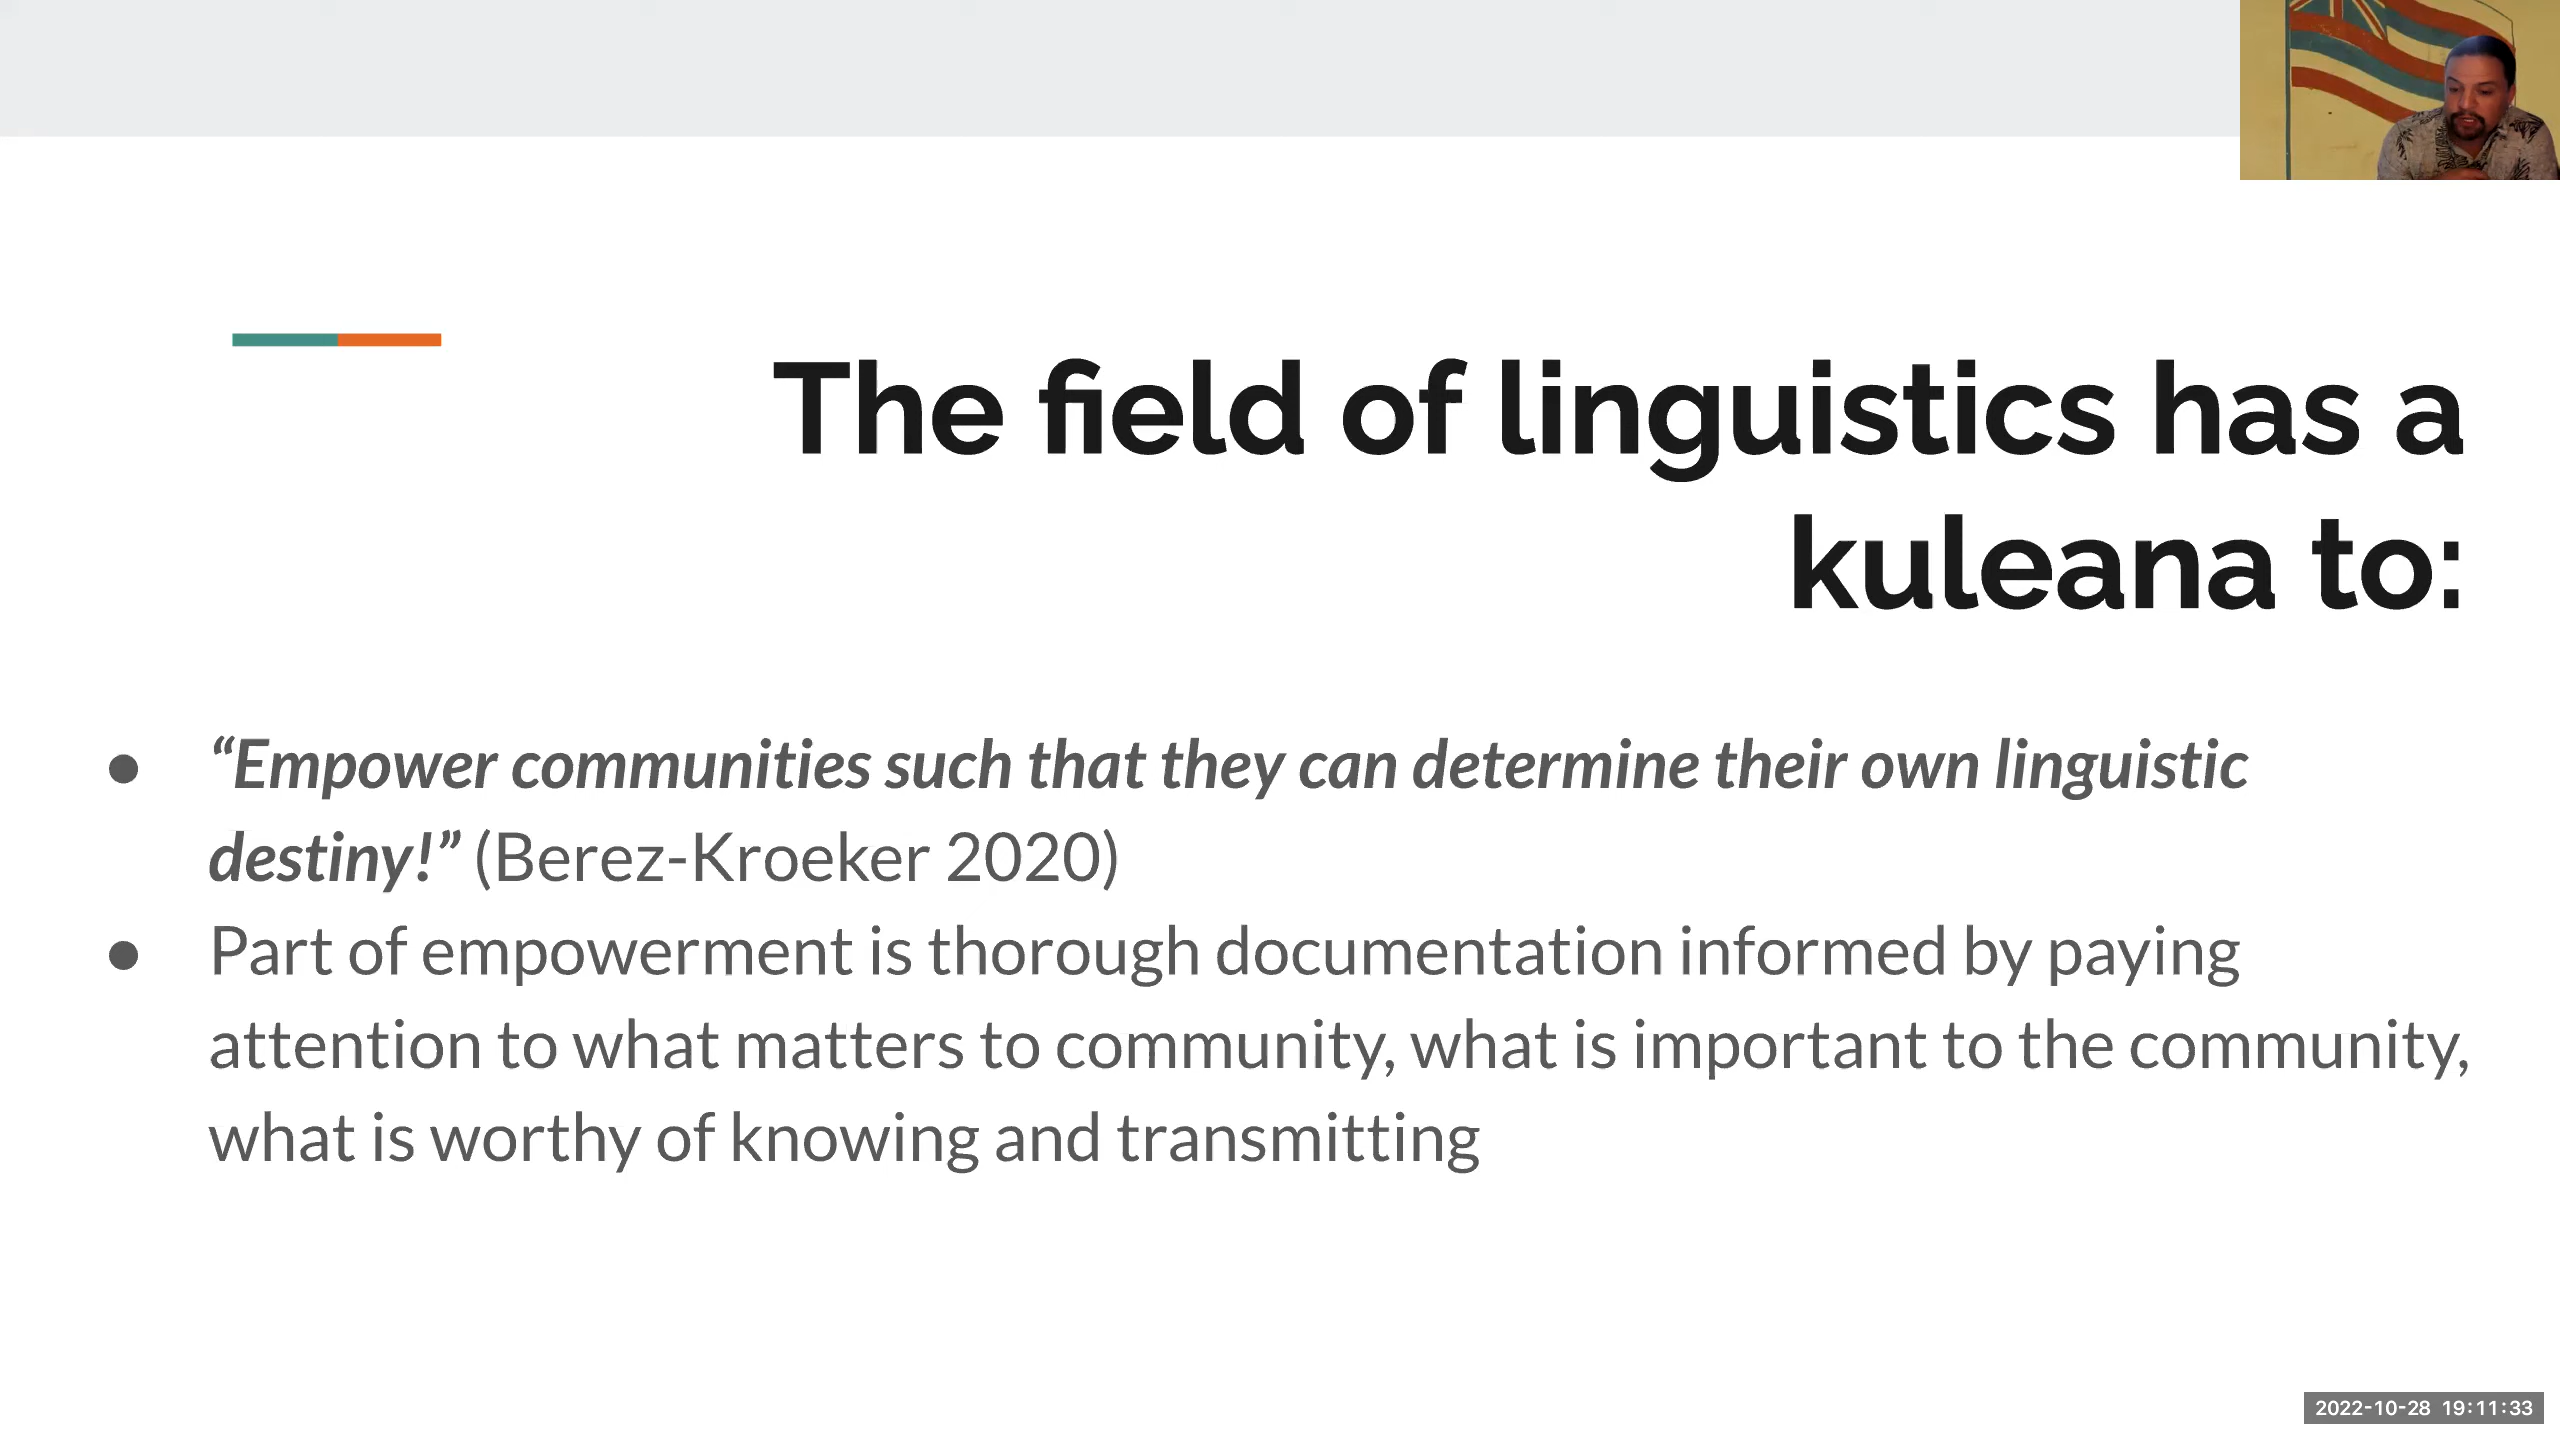 The field of linguistics has a
kuleana to:
● “Empower communities such that they can determine their own linguistic
destiny!” (Berez-Kroeker 2020)
● Part of empowerment is thorough documentation informed by paying
attention to what matters to community, what is important to the community,
what is worthy of knowing and transmitting
2022-10-28 19:11:33